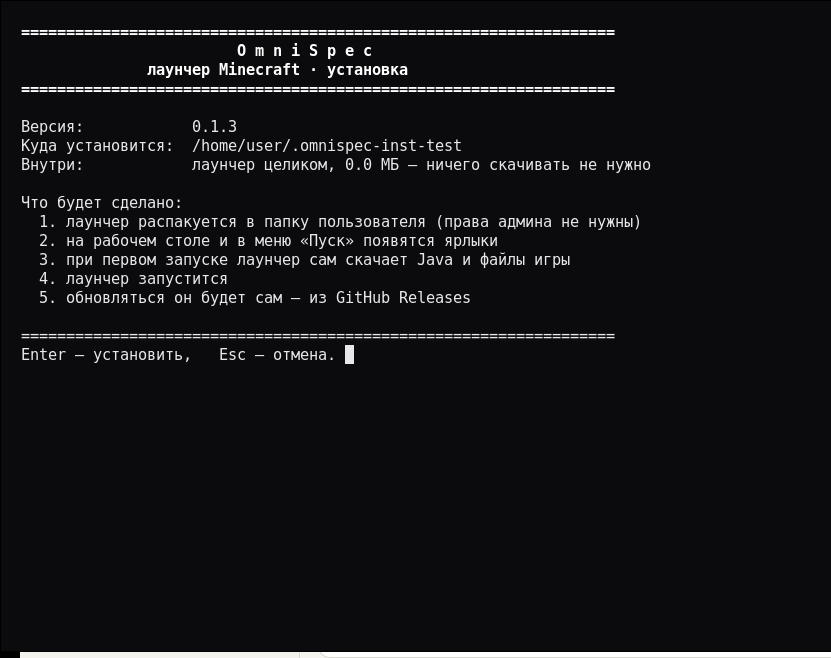 ==================================================================
O m n i S p e c
лаунчер Minecraft · установка
==================================================================
Версия: 0.1.3
Куда установится: /home/user/.omnispec-inst-test
Внутри: лаунчер целиком, 0.0 МБ — ничего скачивать не нужно
Что будет сделано:
1. лаунчер распакуется в папку пользователя (права админа не нужны)
2. на рабочем столе и в меню «Пуск» появятся ярлыки
3. при первом запуске лаунчер сам скачает Java и файлы игры
4. лаунчер запустится
5. обновляться он будет сам — из GitHub Releases
==================================================================
Enter — установить, Esc — отмена.